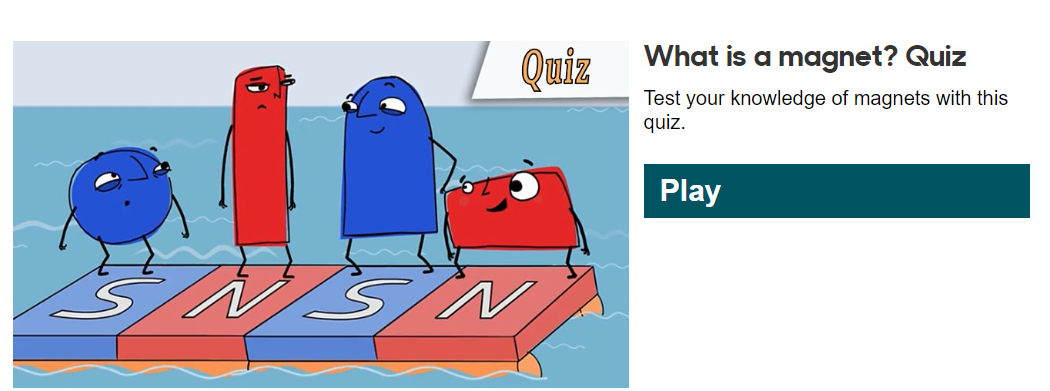 Quiz
What is a magnet? Quiz
Test your knowledge of magnets with this
quiz.
Play
S N S N